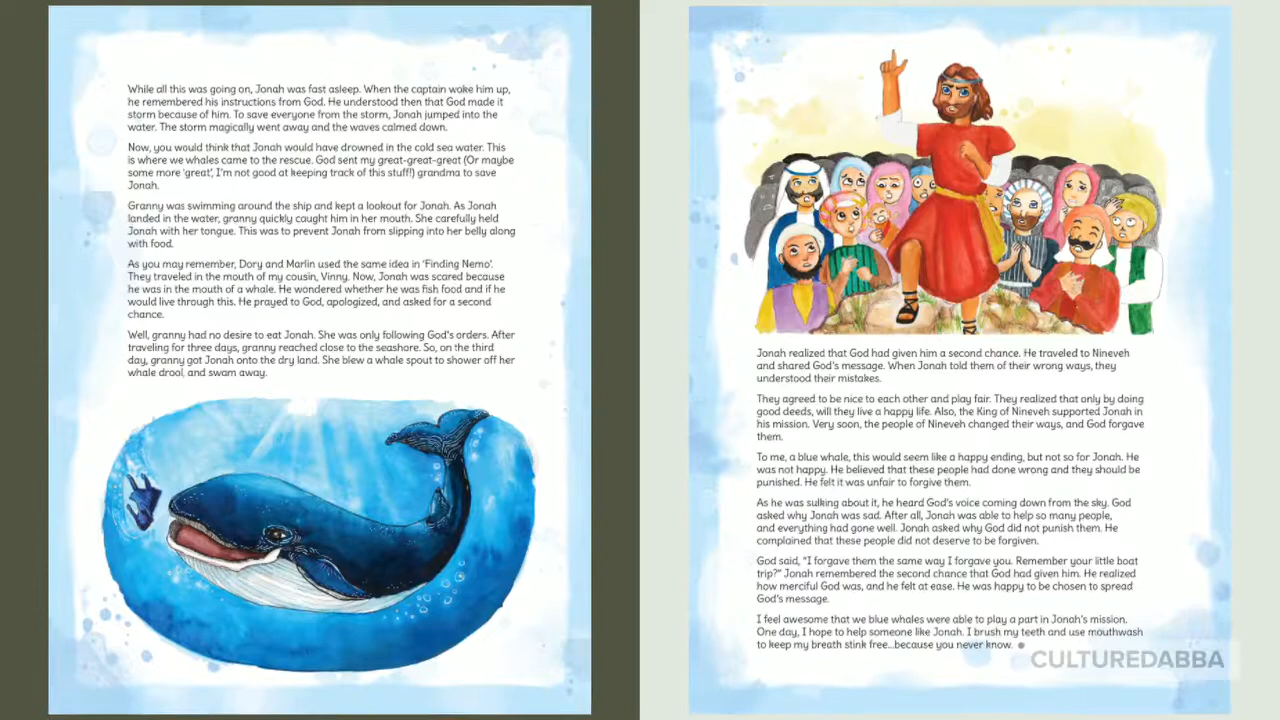 While all this was going on, Jonah was fast asleep. When the captain woke him up,
he remembered his instructions from God. He understood then that God made it
storm because of him. To save everyone from the storm, Jonah jumped into the
water. The storm magically went away and the waves calmed down.
Now, you would think that Jonah would have drowned in the cold sea water. This
is where we whales came to the rescue. God sent my great-great-great (Or maybe
some more 'great', I'm not good at keeping track of this stuff!) grandma to save
Jonah.
Granny was swimming around the ship and kept a lookout for Jonah. As Jonah
landed in the water, granny quickly caught him in her mouth. She carefully held
Jonah with her tongue. This was to prevent Jonah from slipping into her belly along
with food.
As you may remember, Dory and Marlin used the same idea in 'Finding Nemo'.
They traveled in the mouth of my cousin, Vinny. Now, Jonah was scared because
he was in the mouth of a whale. He wondered whether he was fish food and if he
would live through this. He prayed to God, apologized, and asked for a second
chance.
Well, granny had no desire to eat Jonah. She was only following God's orders. After
traveling for three days, granny reached close to the seashore. So, on the third
day, granny got Jonah onto the dry land. She blew a whale spout to shower off her
whale drool, and swam away.
Jonah realized that God had given him a second chance. He traveled to Nineveh
and shared God's message. When Jonah told them of their wrong ways, they
understood their mistakes.
They agreed to be nice to each other and play fair. They realized that only by doing
good deeds, will they live a happy life. Also, the King of Nineveh supported Jonah in
his mission. Very soon, the people of Nineveh changed their ways, and God forgave
them.
To me, a blue whale, this would seem like a happy ending, but not so for Jonah. He
was not happy. He believed that these people had done wrong and they should be
punished. He felt it was unfair to forgive them.
As he was sulking about it, he heard God's voice coming down from the sky. God
asked why Jonah was sad. After all, Jonah was able to help so many people,
and everything had gone well. Jonah asked why God did not punish them. He
complained that these people did not deserve to be forgiven.
God said, "I forgave them the same way I forgave you. Remember your little boat
trip?" Jonah remembered the second chance that God had given him. He realized
how merciful God was, and he felt at ease. He was happy to be chosen to spread
God's message.
I feel awesome that we blue whales were able to play a part in Jonah's mission.
One day, I hope to help someone like Jonah. I brush my teeth and use mouthwash
to keep my breath stink free...because you never know.
CULTUREDABBA